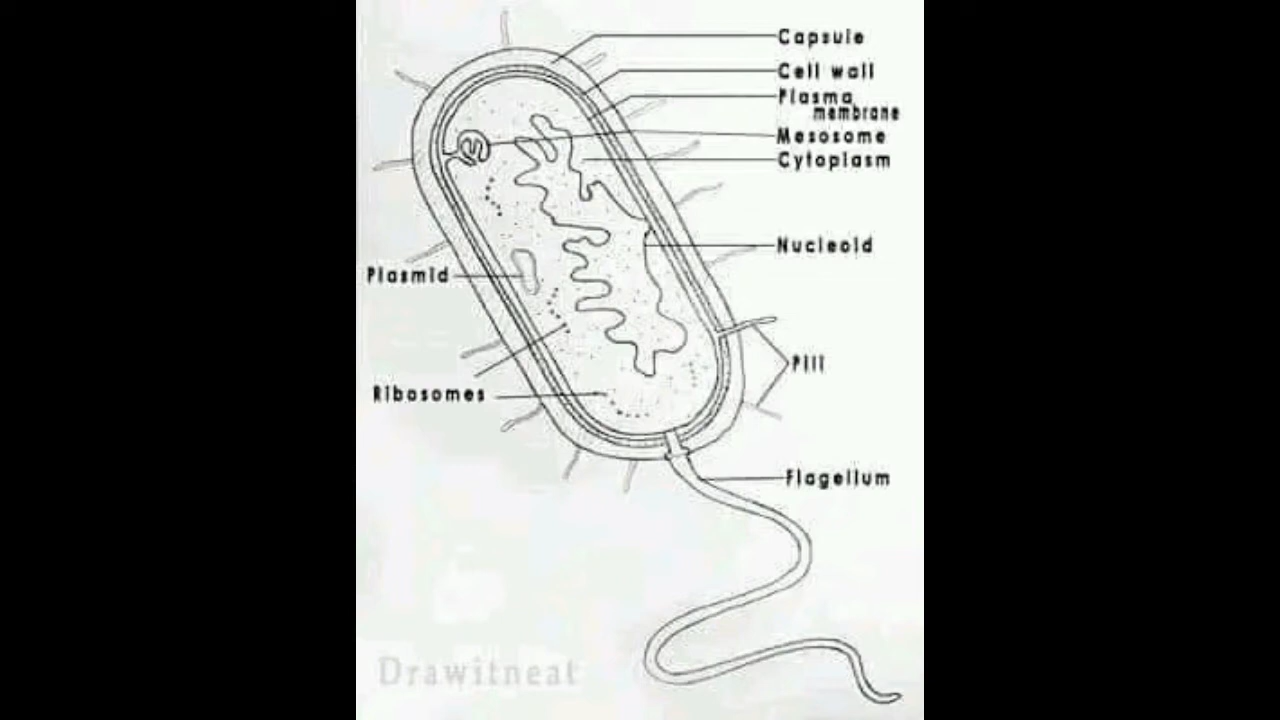 Capsule
Cell wall
Plasma
membrane
Mesosome
Cytoplasm
Nucleoid
Plasmid
Pili
Ribosomes
Flagellum
Drawitneat